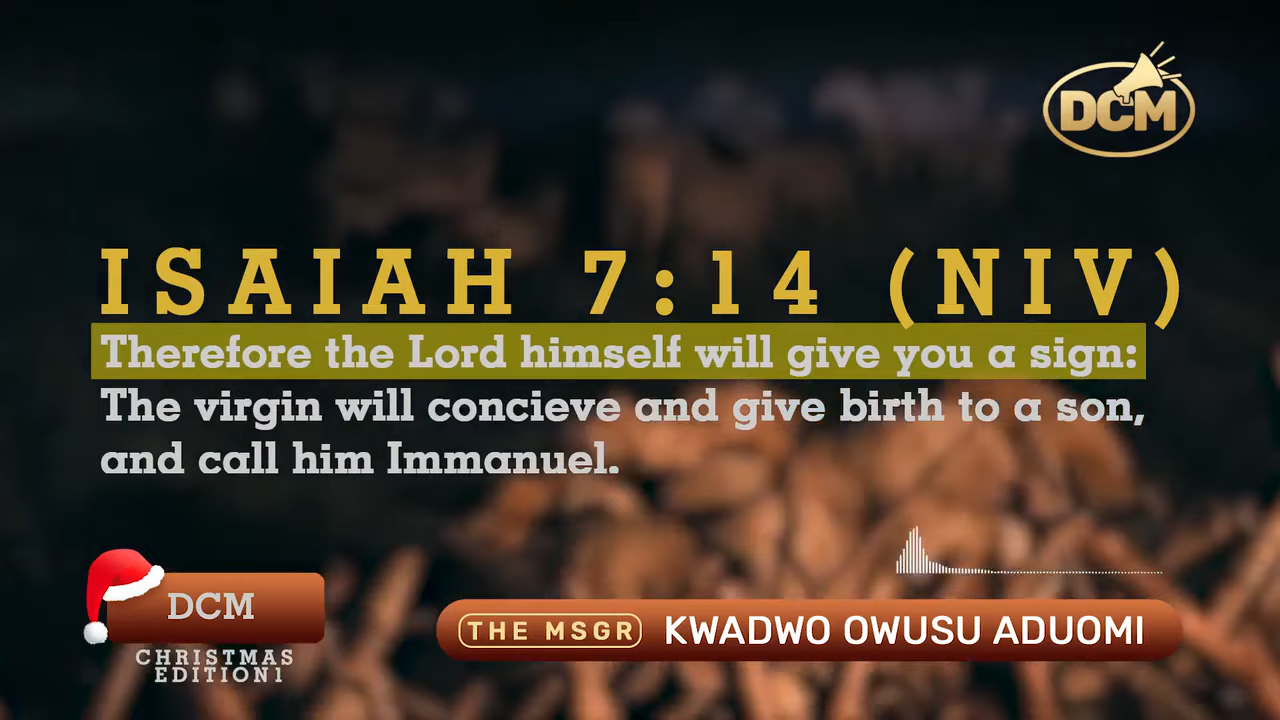 DCM
ISAIAH 7:14 (NIV)
Therefore the Lord himself will give you a sign:
The virgin will concieve and give birth to a son,
and call him Immanuel.
DCM
CHRISTMAS
EDITION1
THE MSGR KWADWO OWUSU ADUOMI